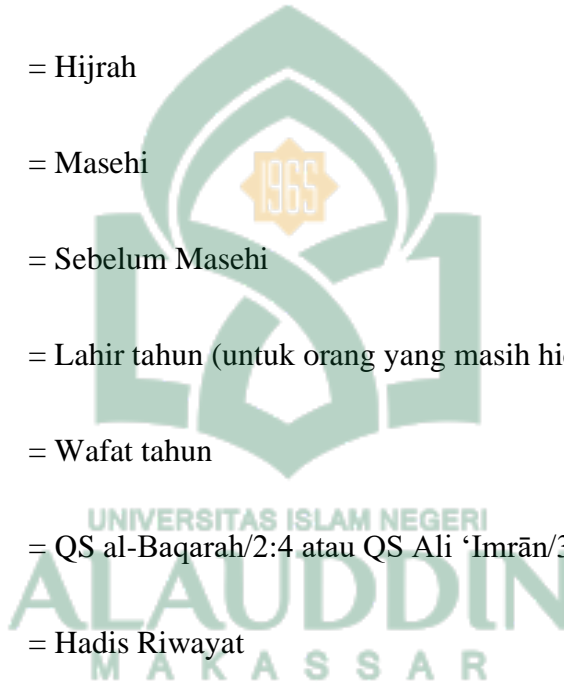 = Hijrah
= Masehi
1965
= Sebelum Masehi
= Lahir tahun (untuk orang yang masih
= Wafat tahun
UNIVERSITAS ISLAM NEGERI
= QS al-Baqarah/2:4 atau QS Ali ‘Imrān/3
ALAUDDIN
= Hadis Riwayat
MAKASSAR